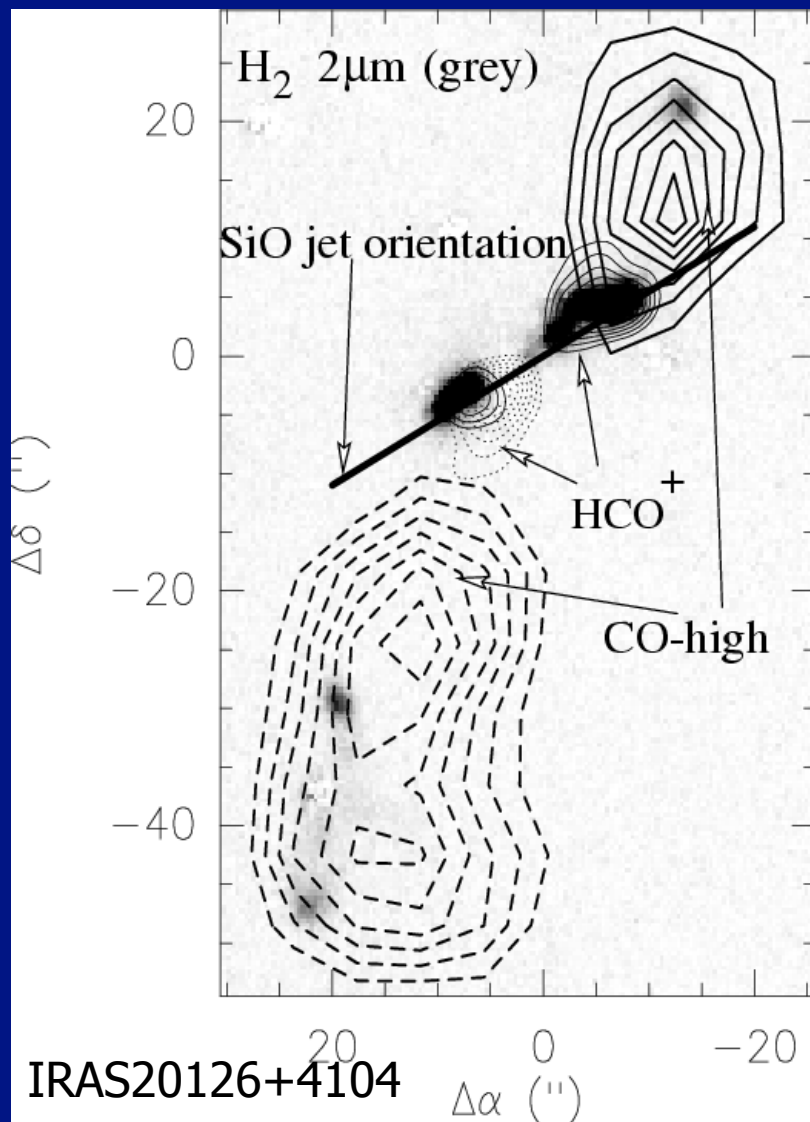 H2 2μm (grey)
20
SiO jet orientation
0
HCO+
Δδ (")
-20
CO-high
-40
20 0 -20
IRAS20126+4104
Δα (")